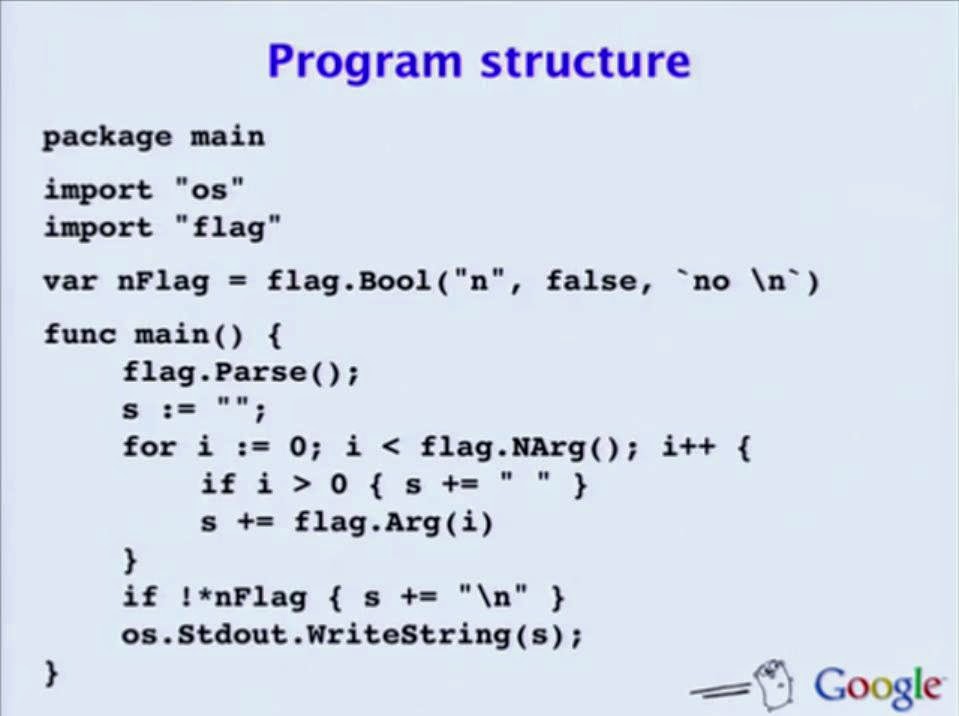 Program structure
package main
import "os"
import "flag"
var nFlag = flag.Bool("n", false, `no \n`)
func main() {
    flag.Parse();
    s := "";
    for i := 0; i < flag.NArg(); i++ {
        if i > 0 { s += " " }
        s += flag.Arg(i)
    }
    if !*nFlag { s += "\n" }
    os.Stdout.WriteString(s);
}
Google